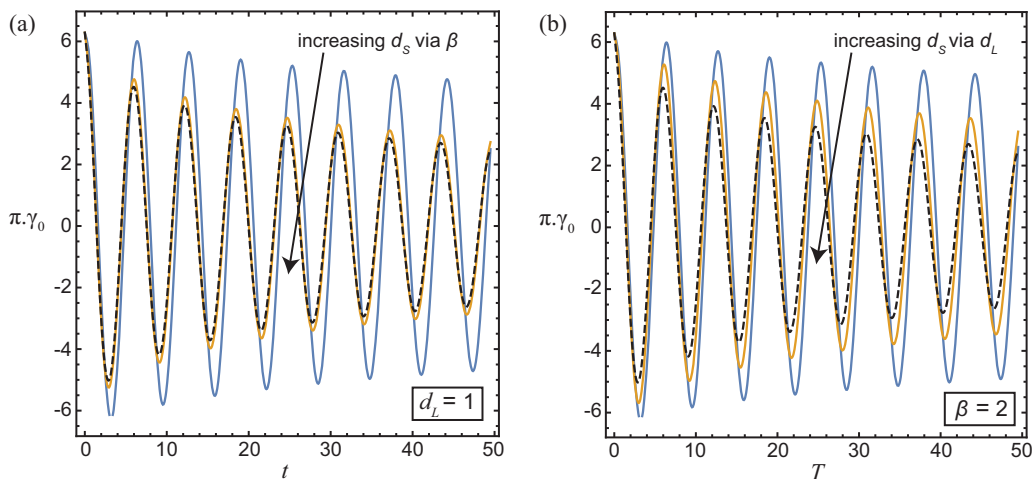 (a)
increasing d_S via β
π.γ_0
6
4
2
0
-2
-4
-6
d_L = 1
0 10 20 30 40 50
t
(b)
increasing d_S via d_L
π.γ_0
6
4
2
0
-2
-4
-6
β = 2
0 10 20 30 40 50
T